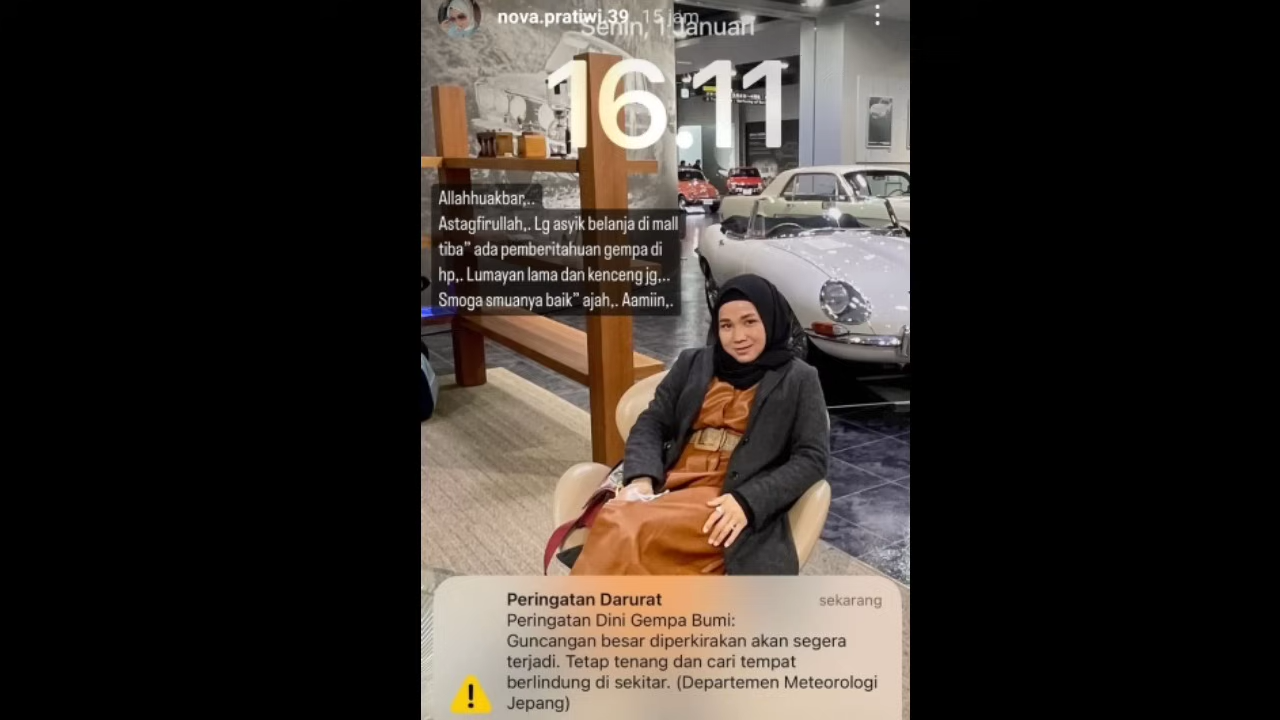 nova.pratiwi.39 15 jam
Senin, 1 Januari
16.11
Allahhuakbar,..
Astagfirullah,. Lg asyik belanja di mall
tiba” ada pemberitahuan gempa di
hp,. Lumayan lama dan kenceng jg,..
Smoga smuanya baik” ajah,. Aamiin,.
Peringatan Darurat
sekarang
Peringatan Dini Gempa Bumi:
Guncangan besar diperkirakan akan segera
terjadi. Tetap tenang dan cari tempat
berlindung di sekitar. (Departemen Meteorologi
Jepang)